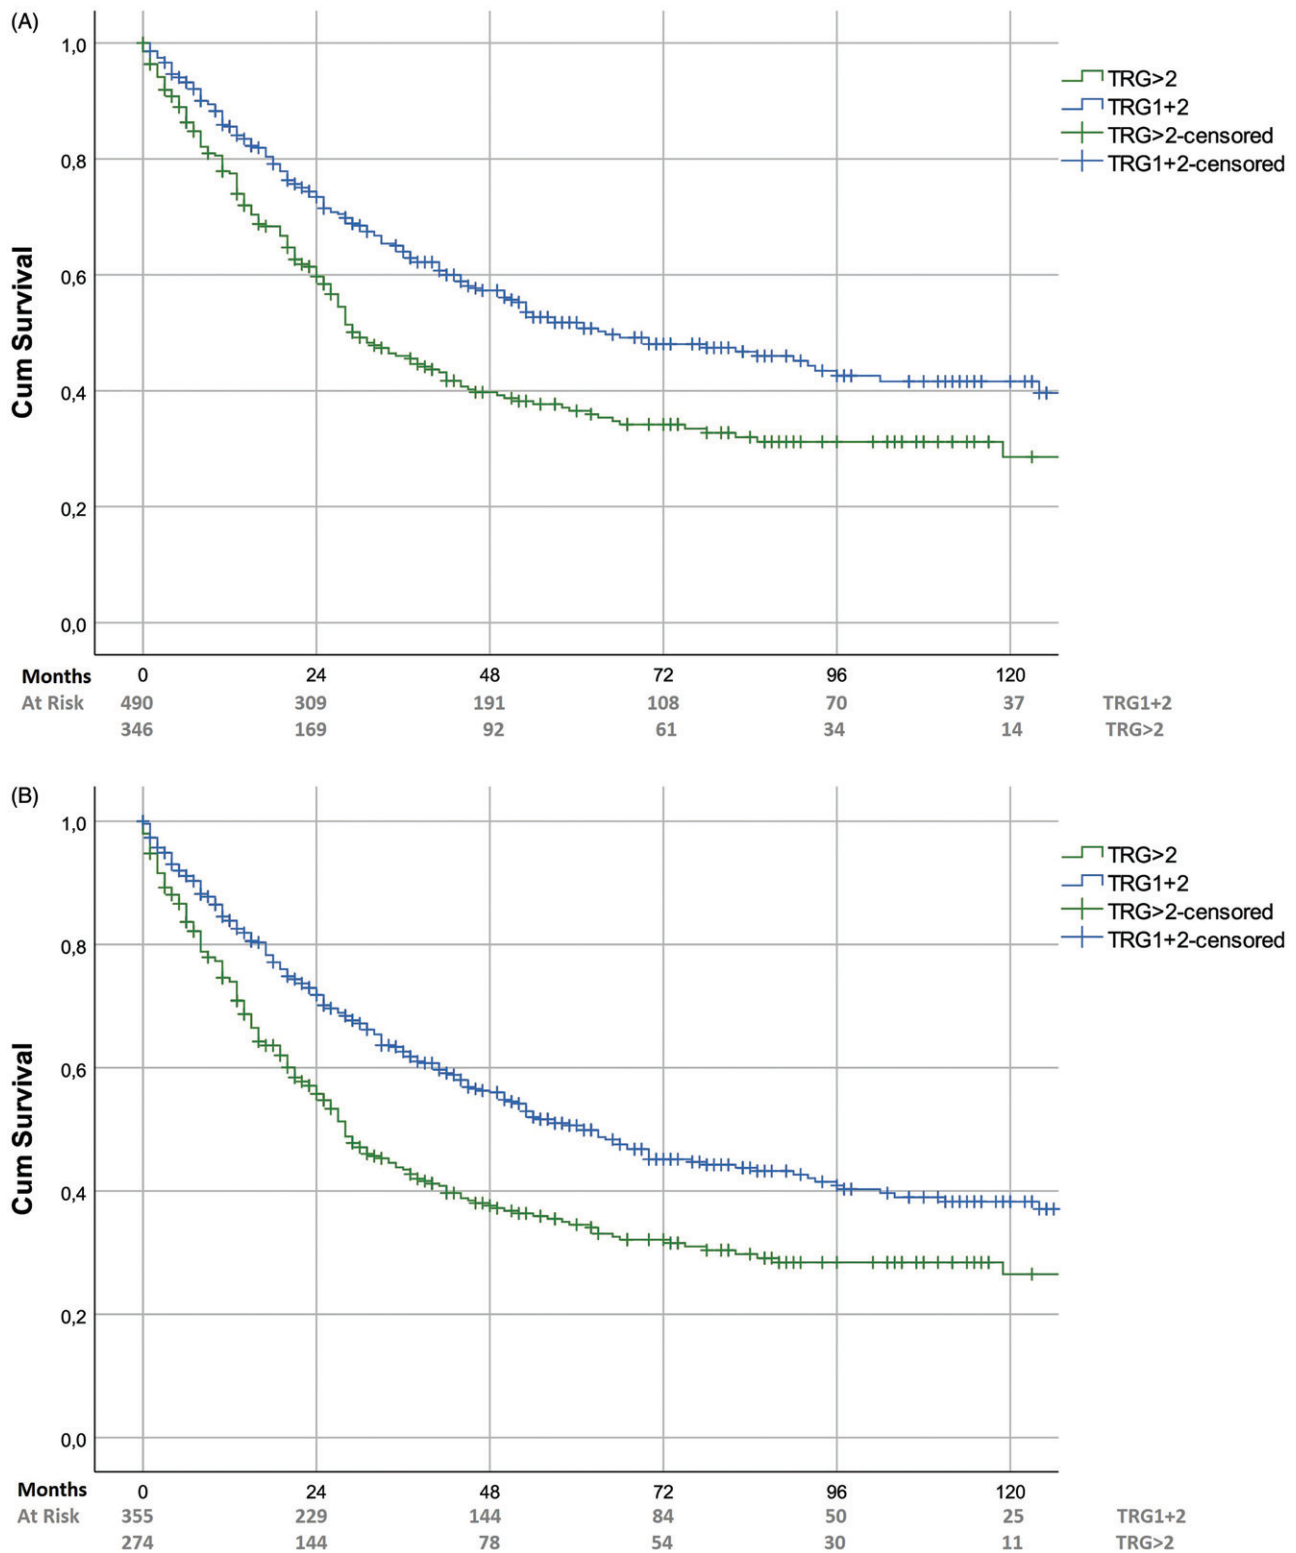 (A)
1,0
TRG>2
TRG1+2
TRG>2-censored
TRG1+2-censored
0,8
0,6
Cum Survival
0,4
0,2
0,0
Months 0 24 48 72 96 120
At Risk 490 309 191 108 70 37 TRG1+2
346 169 92 61 34 14 TRG>2
(B)
1,0
TRG>2
TRG1+2
TRG>2-censored
TRG1+2-censored
0,8
0,6
Cum Survival
0,4
0,2
0,0
Months 0 24 48 72 96 120
At Risk 355 229 144 84 50 25 TRG1+2
274 144 78 54 30 11 TRG>2